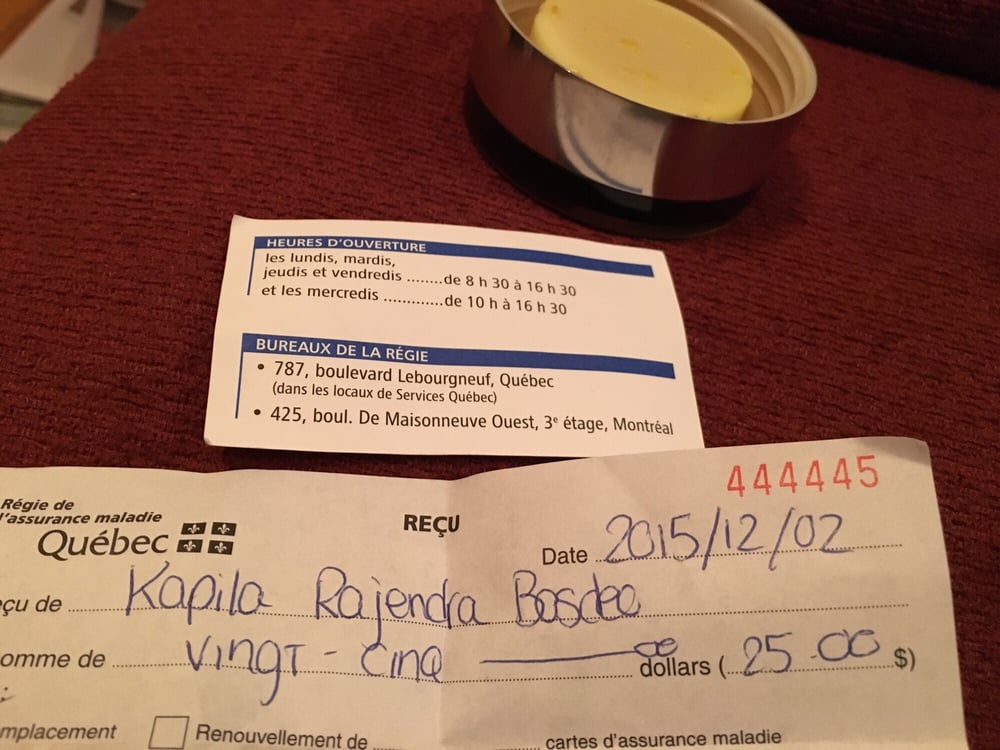 HEURES D'OUVERTURE
les lundis, mardis,
jeudis et vendredis ........de 8 h 30 à 16 h 30
et les mercredis .............de 10 h à 16 h 30
BUREAUX DE LA RÉGIE
• 787, boulevard Lebourgneuf, Québec
(dans les locaux de Services Québec)
• 425, boul. De Maisonneuve Ouest, 3e étage, Montréal
444445
Régie de
l'assurance maladie
Québec
REÇU
Date 2015/12/02
eçu de Kapila Rajendra Bosdeo
omme de vingt-cinq 00 dollars ( 25.00 $)
mplacement Renouvellement de cartes d'assurance maladie